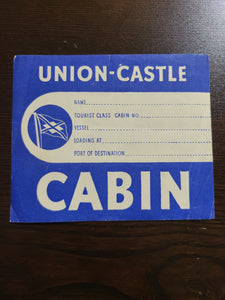 UNION-CASTLE
NAME
TOURIST CLASS CABIN NO.
VESSEL
LOADING AT
PORT OF DESTINATION
CABIN